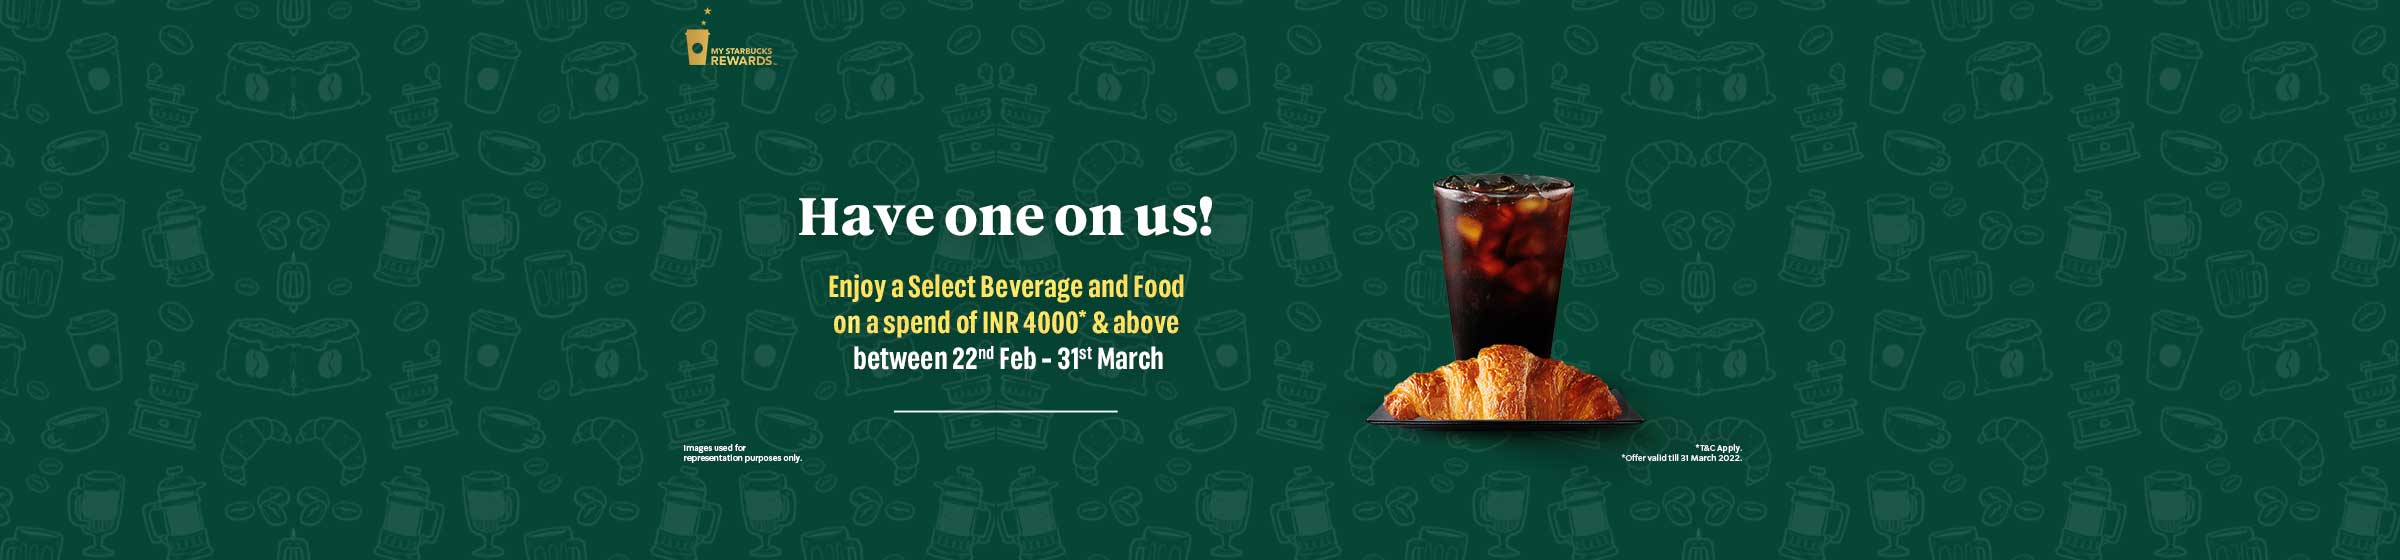 MY STARBUCKS
REWARDS™
Have one on us!
Enjoy a Select Beverage and Food
on a spend of INR 4000* & above
between 22nd Feb - 31st March
Images used for
representation purposes only.
*T&C Apply.
*Offer valid till 31 March 2022.